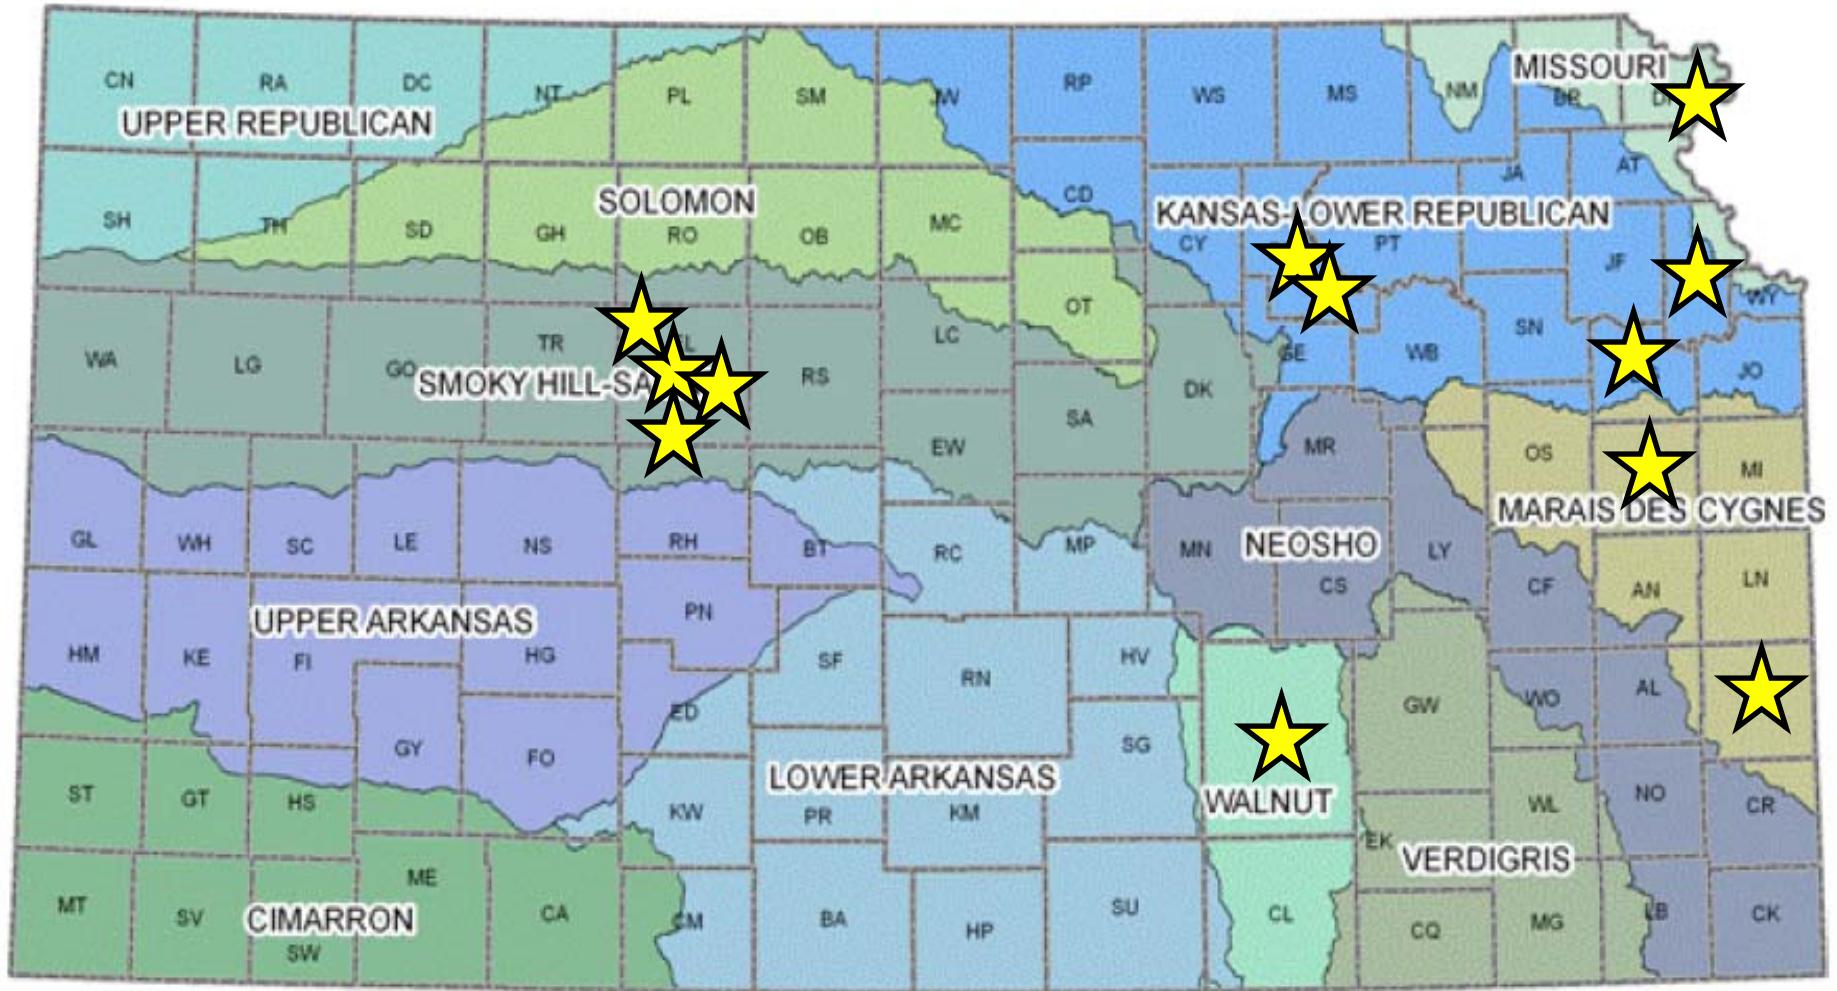 CN RA DC NT PL SM JW RP WS MS NM MISSOURI
BR
UPPER REPUBLICAN
SH TH SD GH RO OB MC CD JA AT
SOLOMON
KANSAS-LOWER REPUBLICAN
CY PT JF
OT WY
WA LG GO TR RS LC DK GE WB SN JO
SMOKY HILL-SA
SA
EW MR OS MI
MARAIS DES CYGNES
GL WH SC LE NS RH BT RC MP MN NEOSHO LY
CS CF AN LN
PN
UPPER ARKANSAS
HM KE FI HG SF RN HV
ED GW WO AL
GY FO SG
LOWER ARKANSAS
WALNUT
ST GT HS KW PR KM WL NO CR
EK
VERDIGRIS
MT SV ME CA CM BA HP SU CL CQ MG LB CK
CIMARRON
SW